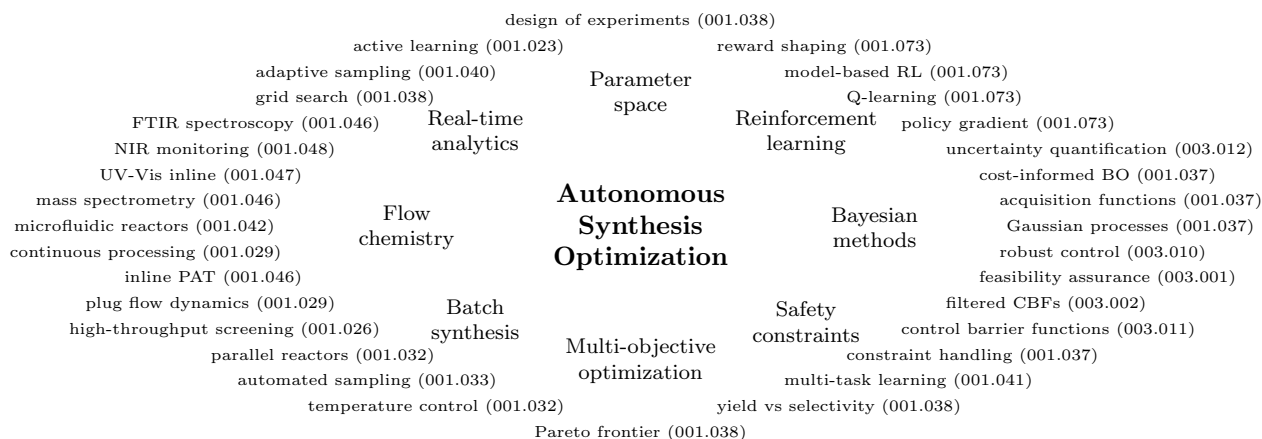 design of experiments (001.038)
active learning (001.023)
reward shaping (001.073)
adaptive sampling (001.040)
Parameter
space
model-based RL (001.073)
grid search (001.038)
Q-learning (001.073)
FTIR spectroscopy (001.046)
Real-time
analytics
Reinforcement
learning
policy gradient (001.073)
NIR monitoring (001.048)
uncertainty quantification (003.012)
UV-Vis inline (001.047)
cost-informed BO (001.037)
mass spectrometry (001.046)
Autonomous
Synthesis
Optimization
acquisition functions (001.037)
microfluidic reactors (001.042)
Flow
chemistry
Bayesian
methods
Gaussian processes (001.037)
continuous processing (001.029)
robust control (003.010)
inline PAT (001.046)
feasibility assurance (003.001)
plug flow dynamics (001.029)
Batch
synthesis
Safety
constraints
filtered CBFs (003.002)
high-throughput screening (001.026)
control barrier functions (003.011)
parallel reactors (001.032)
Multi-objective
optimization
constraint handling (001.037)
automated sampling (001.033)
multi-task learning (001.041)
temperature control (001.032)
yield vs selectivity (001.038)
Pareto frontier (001.038)